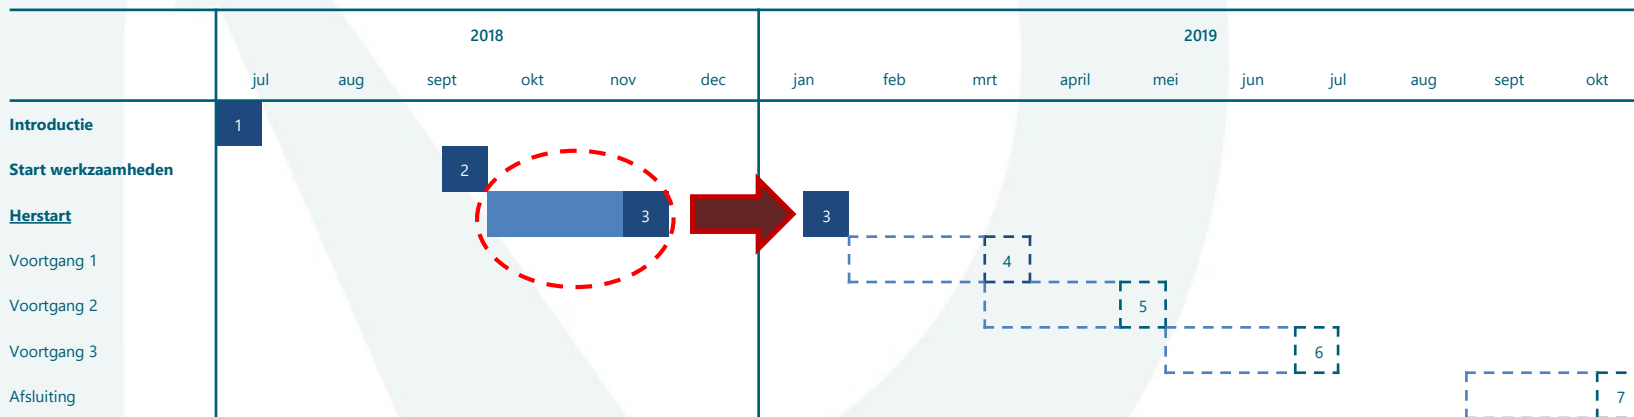 2018 2019
jul aug sept okt nov dec jan feb mrt april mei jun jul aug sept okt
Introductie 1
Start werkzaamheden 2
Herstart 3 3
Voortgang 1 4
Voortgang 2 5
Voortgang 3 6
Afsluiting 7